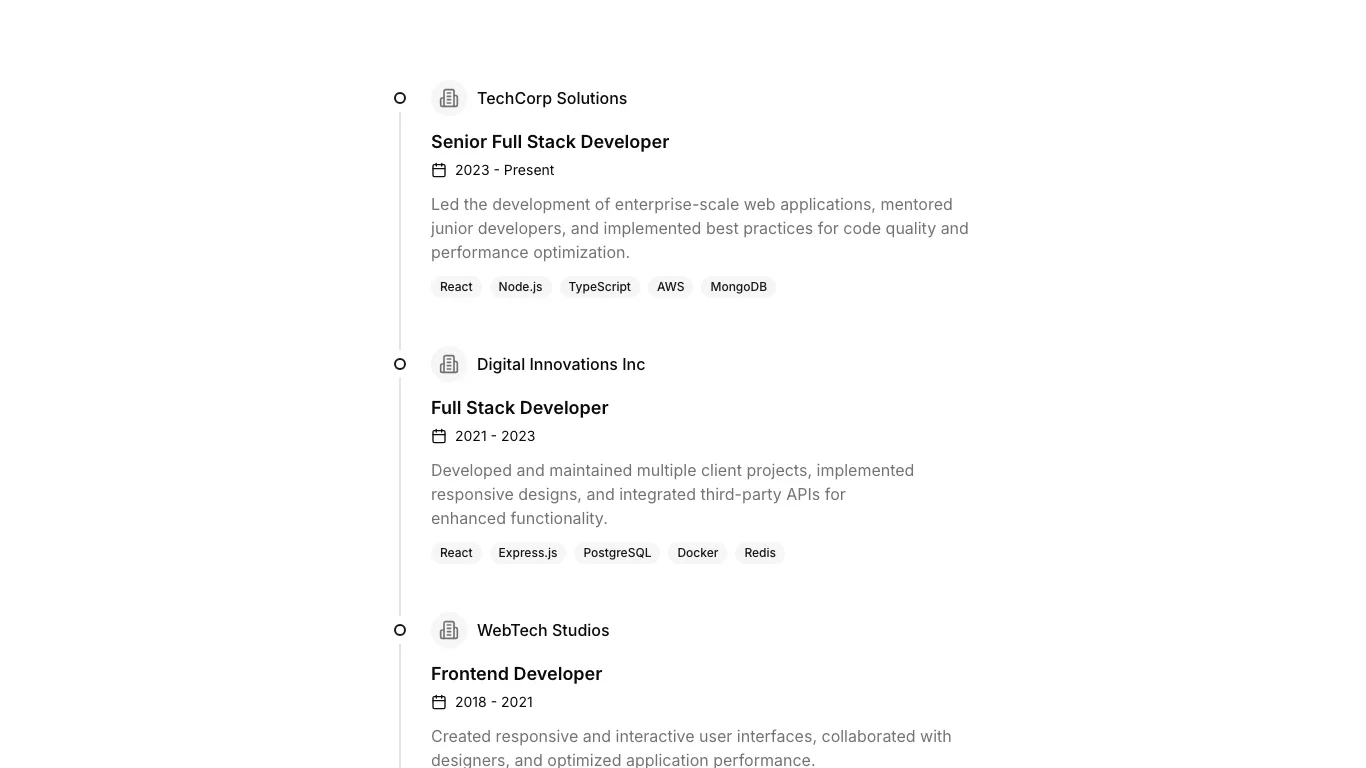 TechCorp Solutions
Senior Full Stack Developer
2023 - Present
Led the development of enterprise-scale web applications, mentored
junior developers, and implemented best practices for code quality and
performance optimization.
React Node.js TypeScript AWS MongoDB
Digital Innovations Inc
Full Stack Developer
2021 - 2023
Developed and maintained multiple client projects, implemented
responsive designs, and integrated third-party APIs for
enhanced functionality.
React Express.js PostgreSQL Docker Redis
WebTech Studios
Frontend Developer
2018 - 2021
Created responsive and interactive user interfaces, collaborated with
designers, and optimized application performance.